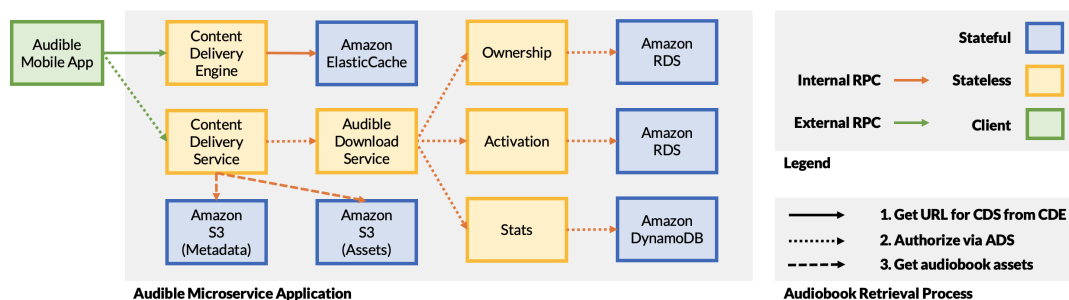 Audible
Mobile App
Content
Delivery
Engine
Amazon
ElasticCache
Ownership
Amazon
RDS
Content
Delivery
Service
Audible
Download
Service
Activation
Amazon
RDS
Amazon
S3
(Metadata)
Amazon
S3
(Assets)
Stats
Amazon
DynamoDB
Audible Microservice Application
Stateful
Internal RPC
Stateless
External RPC
Client
Legend
1. Get URL for CDS from CDE
2. Authorize via ADS
3. Get audiobook assets
Audiobook Retrieval Process